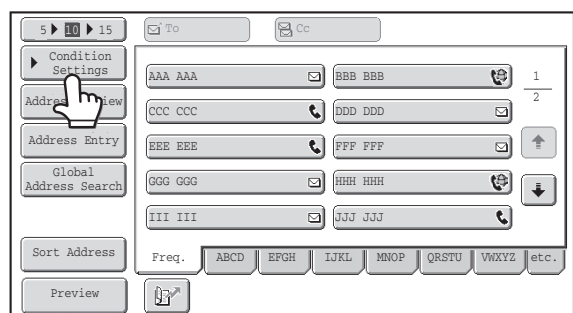 5 10 15
To
Cc
Condition
Settings
Address Entry
Global
Address Search
Sort Address
Preview
AAA AAA
BBB BBB
CCC CCC
DDD DDD
EEE EEE
FFF FFF
GGG GGG
HHH HHH
III III
JJJ JJJ
1
2
Freq.
ABCD
EFGH
IJKL
MNOP
QRSTU
VWXYZ
etc.